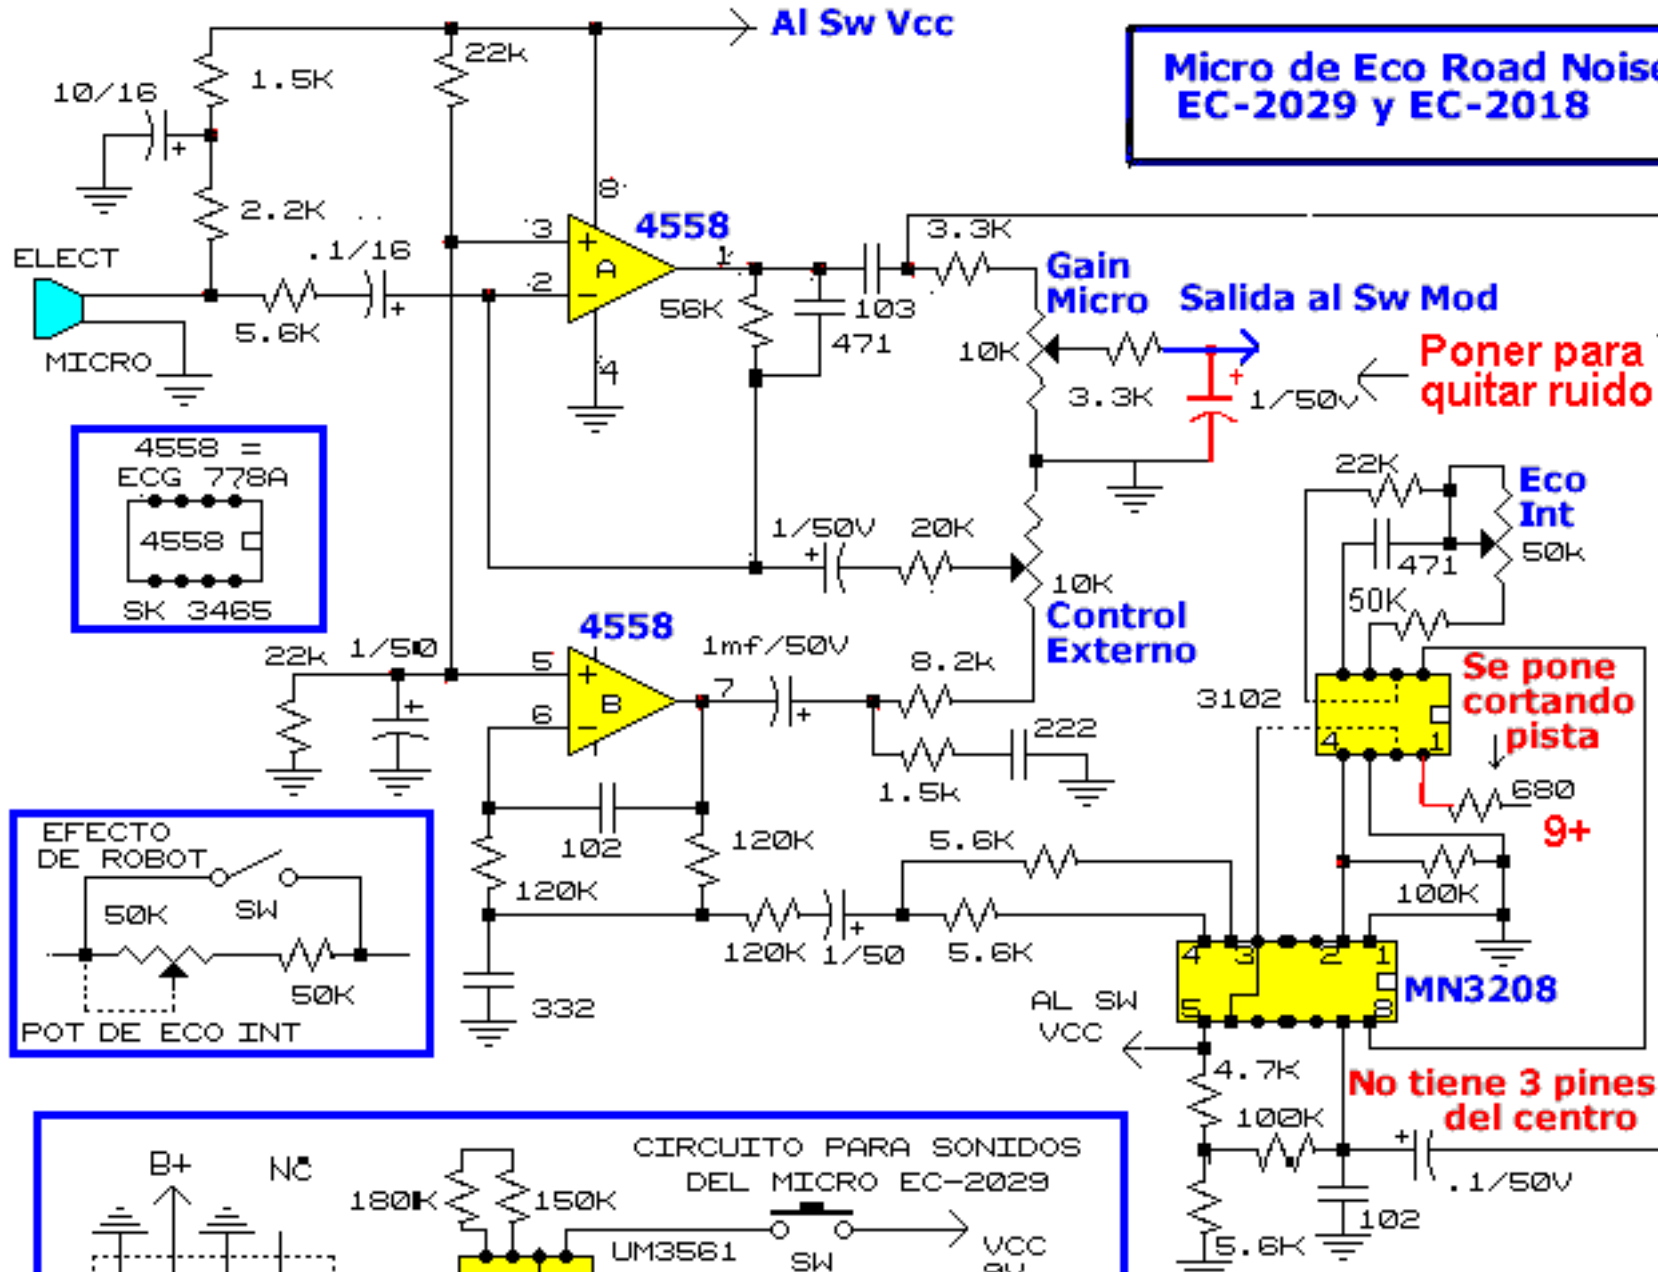 Al Sw Vcc
22k
1.5K
10/16
+
Micro de Eco Road Noise
EC-2029 y EC-2018
2.2K
8
4558
3
+
A
1
2
-
ELECT
.1/16
+
5.6K
MICRO
4
56K
103
471
3.3K
Gain
Micro
10K
Salida al Sw Mod
3.3K
+
1/50v
Poner para
quitar ruido
4558 =
ECG 778A
4558
SK 3465
1/50V
+
20K
10K
Control
Externo
22K
Eco
Int
471
50k
50K
22k
1/50
+
4558
5
+
B
7
6
-
1mf/50V
+
8.2k
222
1.5k
3102
4
1
Se pone
cortando
pista
680
9+
102
120K
120K
5.6K
100K
120K
1/50
+
5.6K
332
EFECTO
DE ROBOT
SW
50K
50K
POT DE ECO INT
4
3
2
1
5
8
MN3208
AL SW
VCC
4.7K
100K
No tiene 3 pines
del centro
+
.1/50V
102
5.6K
CIRCUITO PARA SONIDOS
DEL MICRO EC-2029
B+
NC
180K
150K
UM3561
SW
VCC
9V